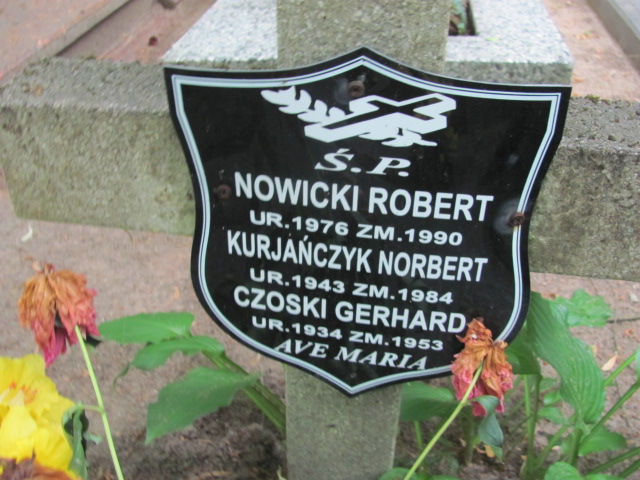 Ś.P.
NOWICKI ROBERT
UR.1976 ZM.1990
KURJAŃCZYK NORBERT
UR.1943 ZM.1984
CZOSKI GERHARD
UR.1934 ZM.1953
AVE MARIA